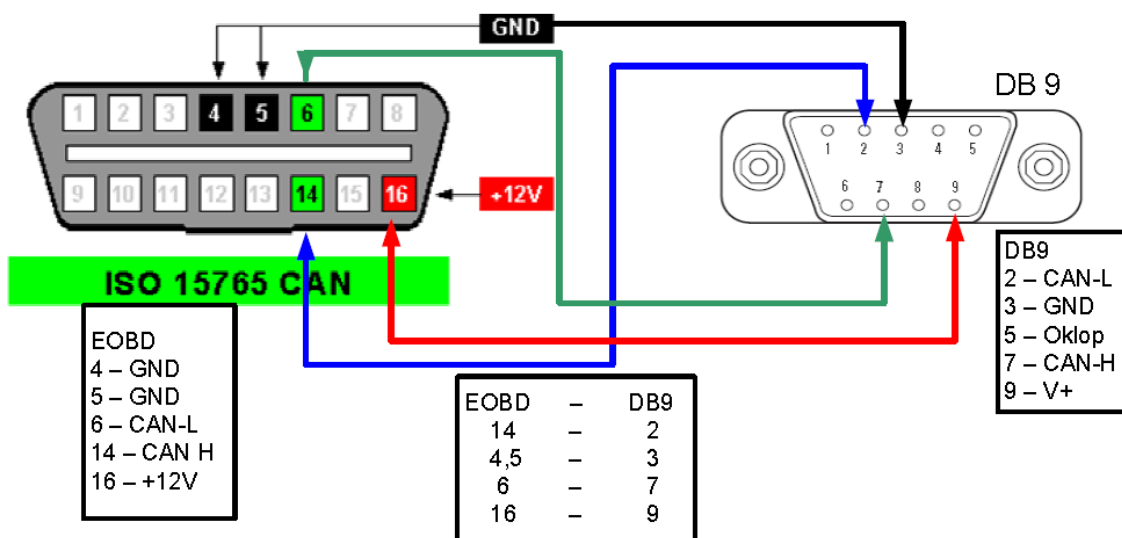 GND
DB 9
1 2 3 4 5 6 7 8
1 2 3 4 5
9 10 11 12 13 14 15 16
+12V
6 7 8 9
ISO 15765 CAN
EOBD
4 – GND
5 – GND
6 – CAN-L
14 – CAN H
16 – +12V
EOBD – DB9
14 – 2
4,5 – 3
6 – 7
16 – 9
DB9
2 – CAN-L
3 – GND
5 – Oklop
7 – CAN-H
9 – V+